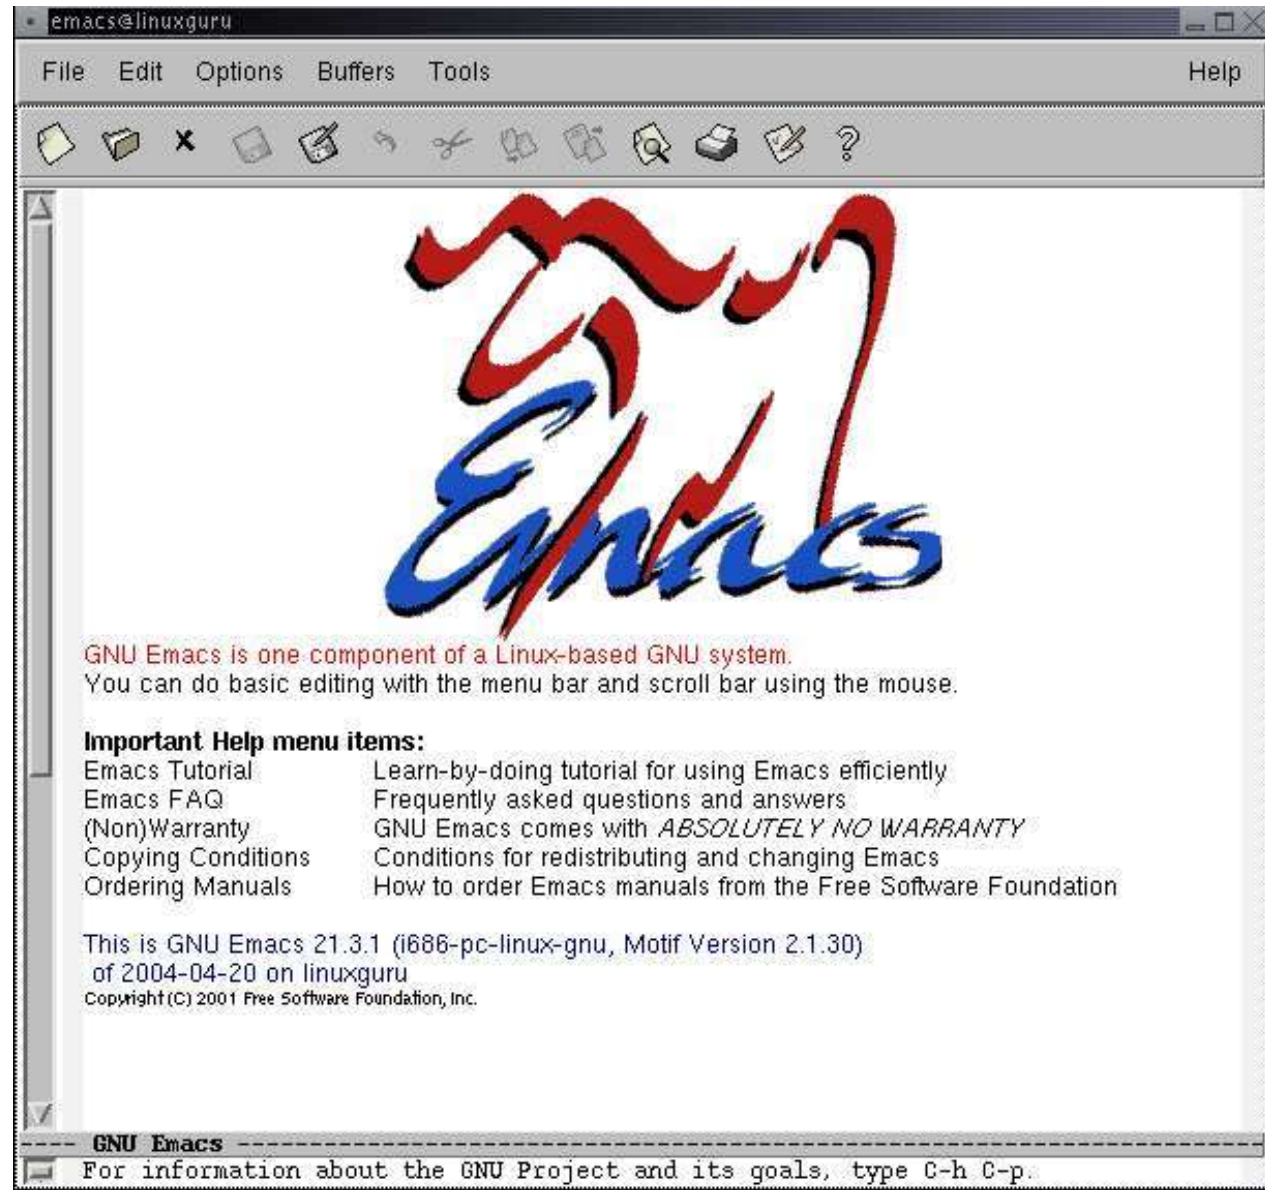 emacs@linuxguru
File Edit Options Buffers Tools Help
Emacs
GNU Emacs is one component of a Linux-based GNU system.
You can do basic editing with the menu bar and scroll bar using the mouse.
Important Help menu items:
Emacs Tutorial Learn-by-doing tutorial for using Emacs efficiently
Emacs FAQ Frequently asked questions and answers
(Non)Warranty GNU Emacs comes with ABSOLUTELY NO WARRANTY
Copying Conditions Conditions for redistributing and changing Emacs
Ordering Manuals How to order Emacs manuals from the Free Software Foundation
This is GNU Emacs 21.3.1 (i686-pc-linux-gnu, Motif Version 2.1.30)
of 2004-04-20 on linuxguru
Copyright (C) 2001 Free Software Foundation, Inc.
---- GNU Emacs ----
For information about the GNU Project and its goals, type C-h C-p.